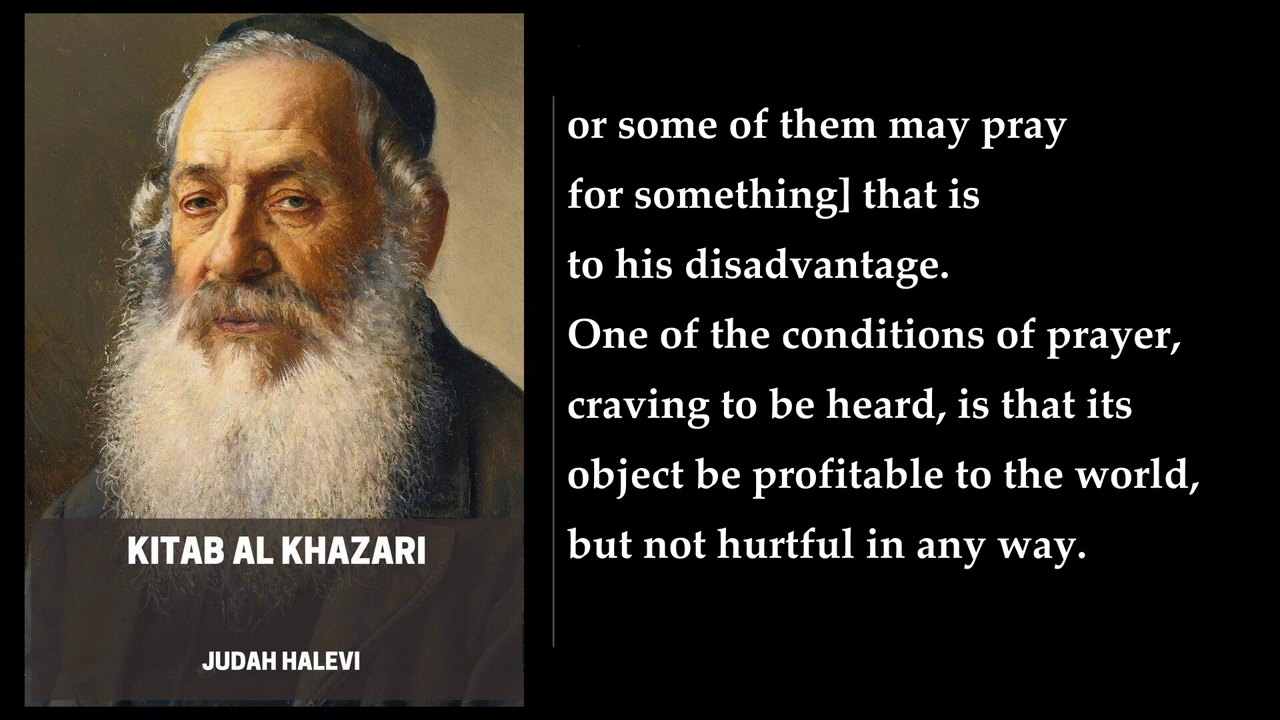 KITAB AL KHAZARI
JUDAH HALEVI
or some of them may pray
for something] that is
to his disadvantage.
One of the conditions of prayer,
craving to be heard, is that its
object be profitable to the world,
but not hurtful in any way.